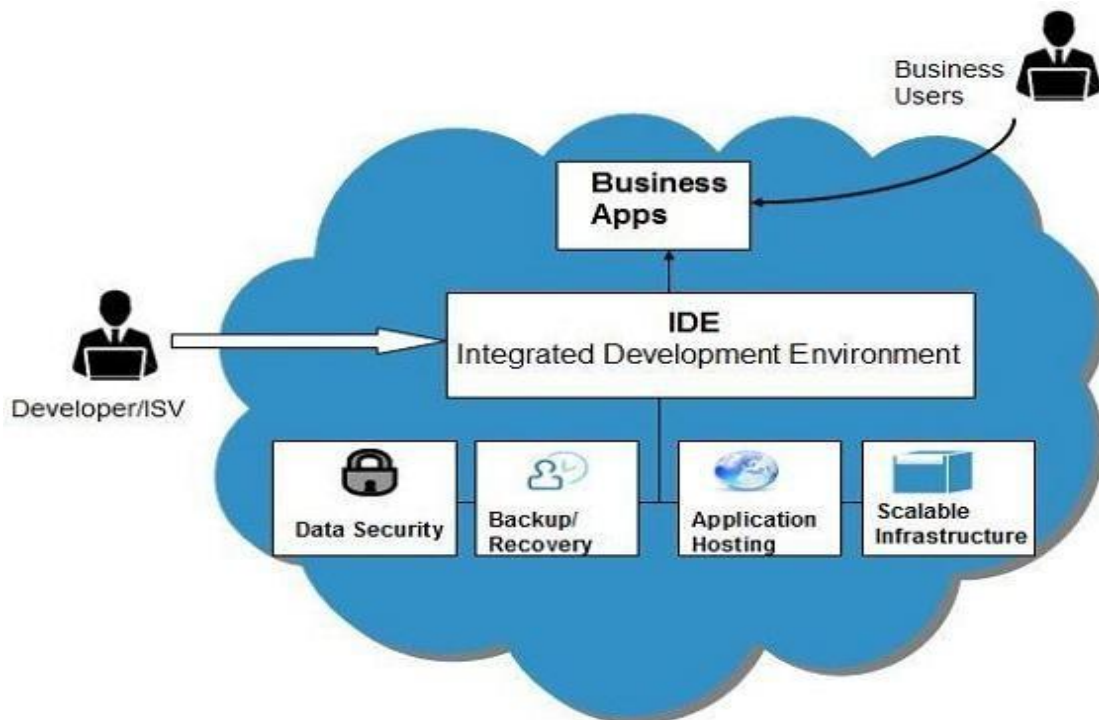 Business
Users
Business
Apps
IDE
Integrated Development Environment
Developer/ISV
Data Security
Backup/
Recovery
Application
Hosting
Scalable
Infrastructure